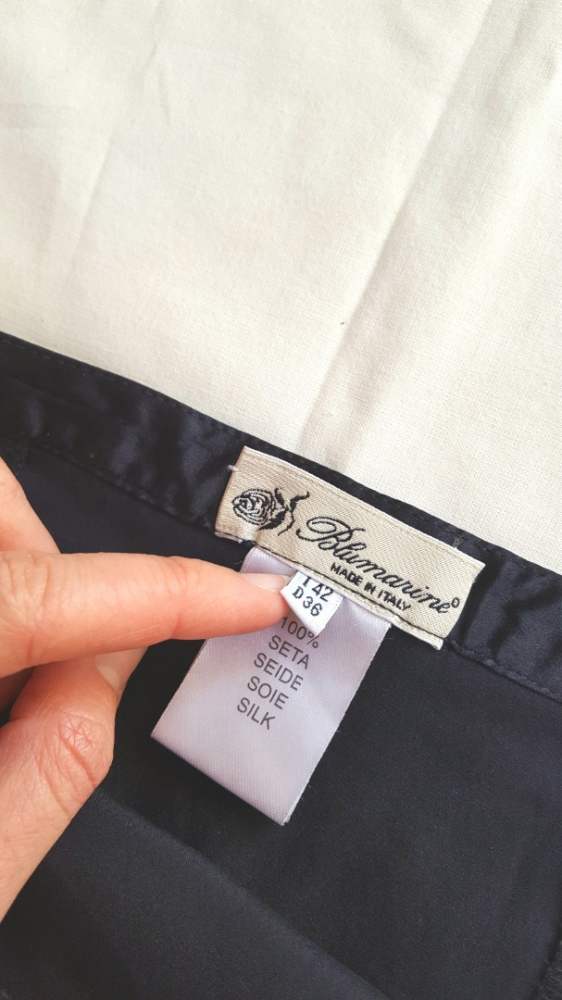 Blumarine
MADE IN ITALY
I 42
D 36
100%
SETA
SEIDE
SOIE
SILK